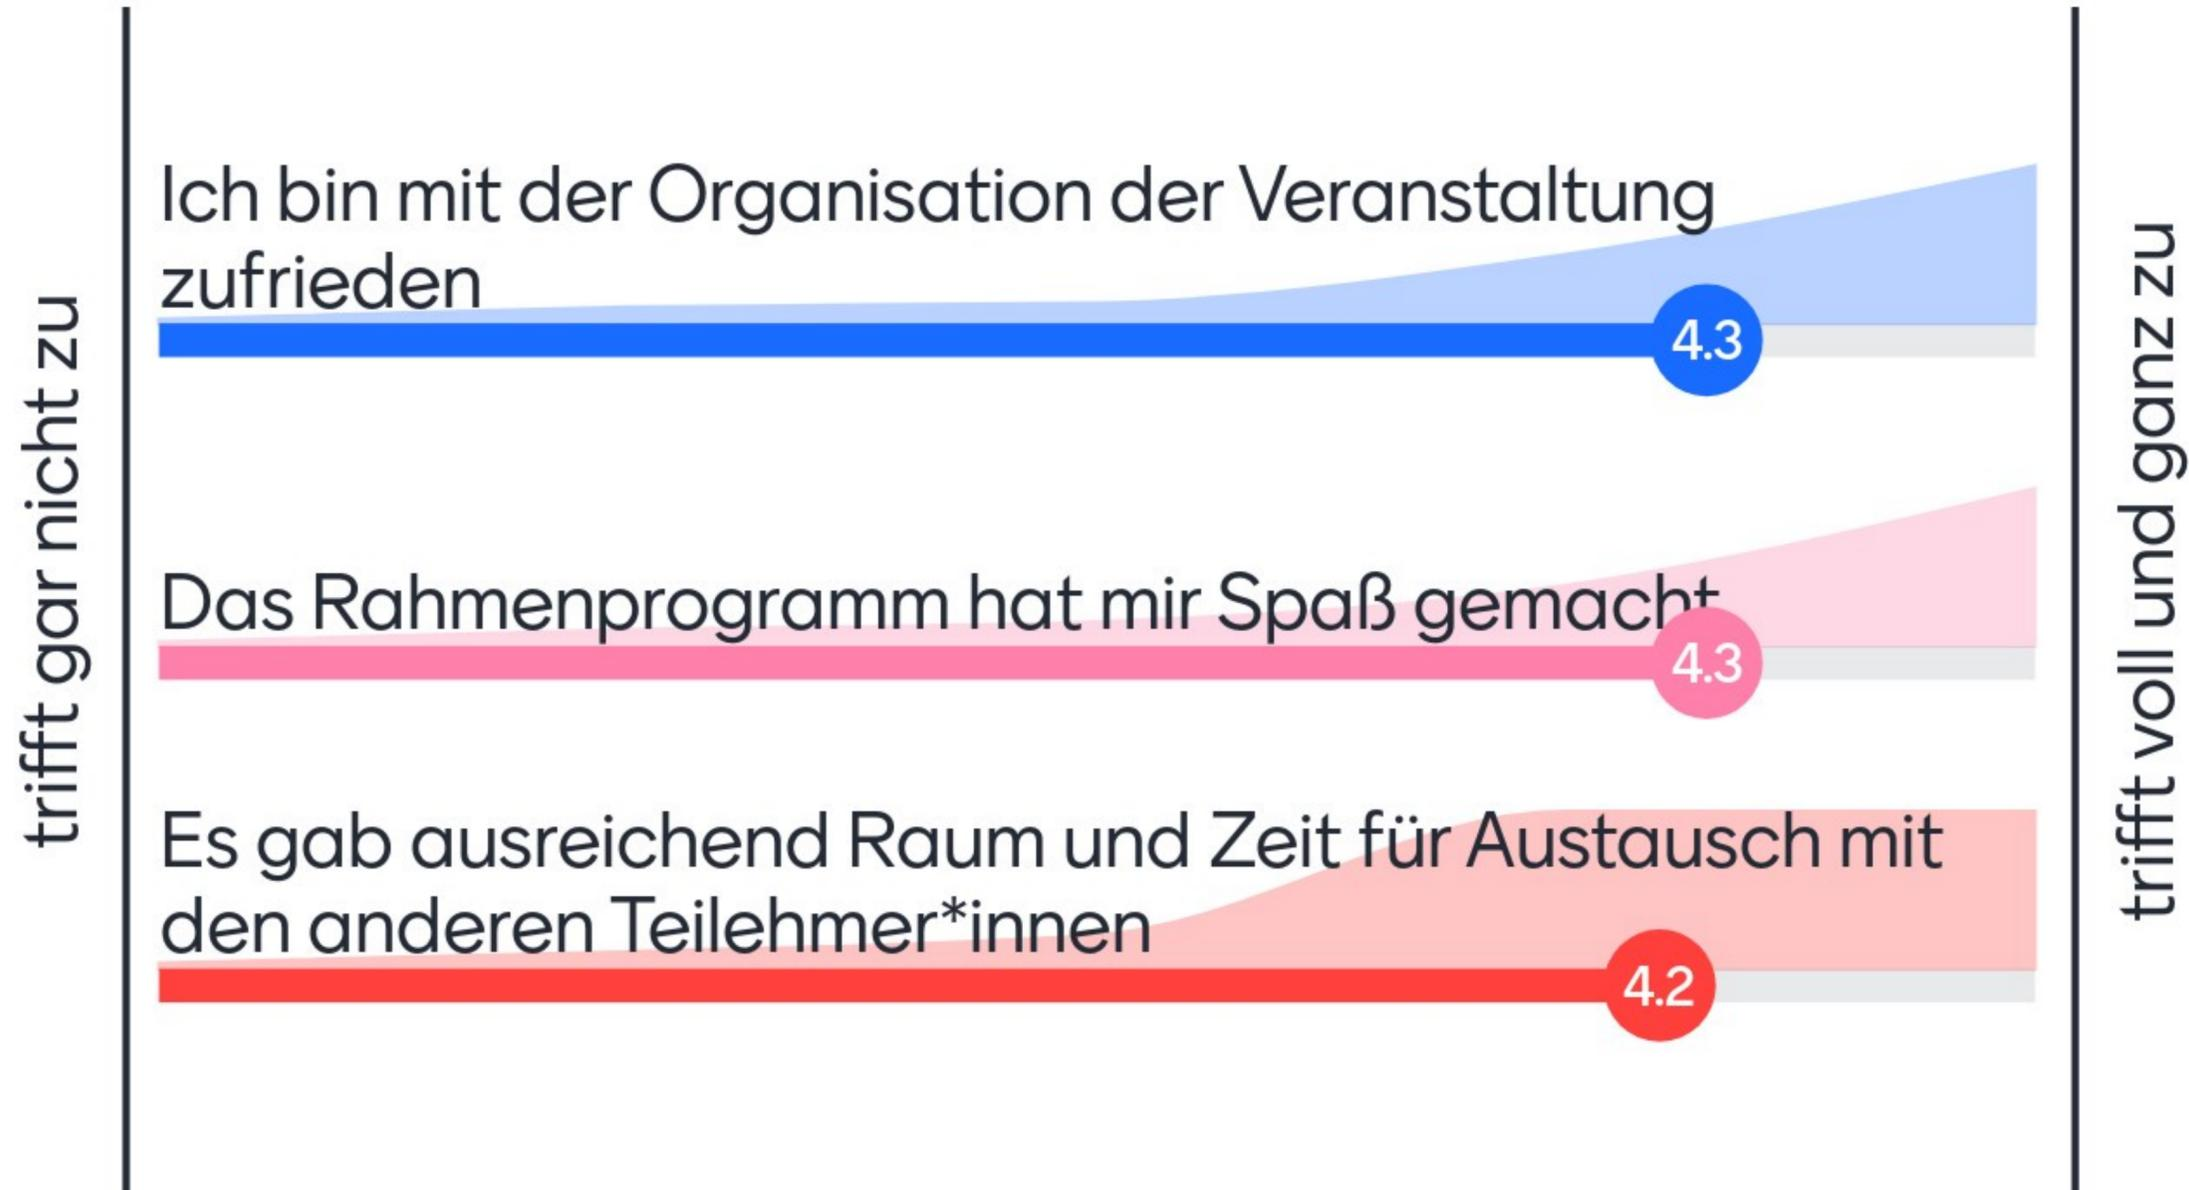 trifft gar nicht zu
Ich bin mit der Organisation der Veranstaltung
zufrieden
4.3
Das Rahmenprogramm hat mir Spaß gemacht
4.3
Es gab ausreichend Raum und Zeit für Austausch mit
den anderen Teilehmer*innen
4.2
trifft voll und ganz zu